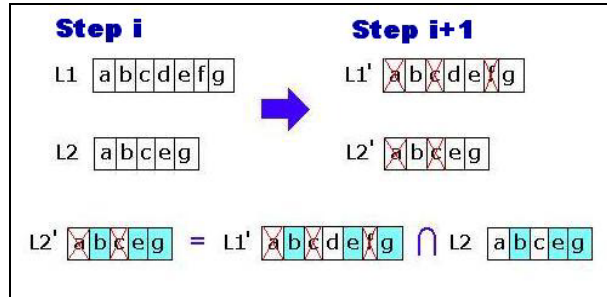 Step i Step i+1
L1 a b c d e f g L1' a b c d e f g
L2 a b c e g L2' a b c e g
L2' a b c e g = L1' a b c d e f g ∩ L2 a b c e g